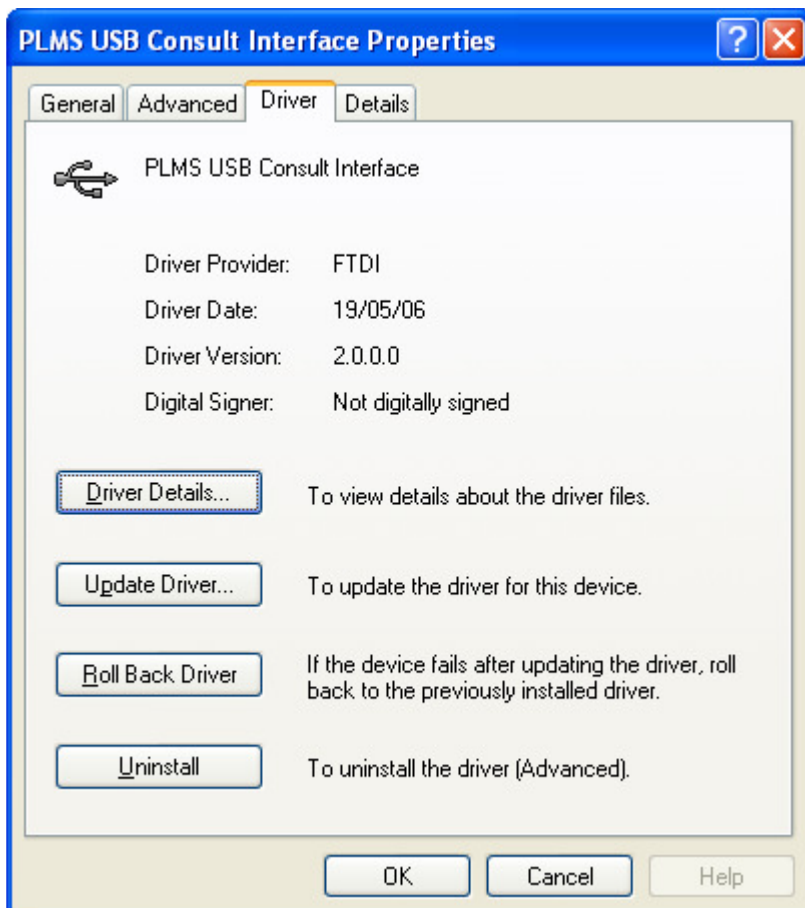 PLMS USB Consult Interface Properties
General Advanced Driver Details
PLMS USB Consult Interface
Driver Provider: FTDI
Driver Date: 19/05/06
Driver Version: 2.0.0.0
Digital Signer: Not digitally signed
Driver Details... To view details about the driver files.
Update Driver... To update the driver for this device.
Roll Back Driver If the device fails after updating the driver, roll
back to the previously installed driver.
Uninstall To uninstall the driver (Advanced).
OK Cancel Help